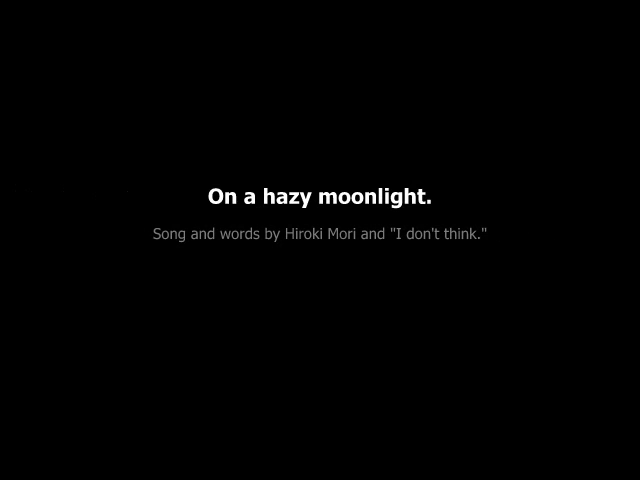 On a hazy moonlight.
Song and words by Hiroki Mori and "I don't think."